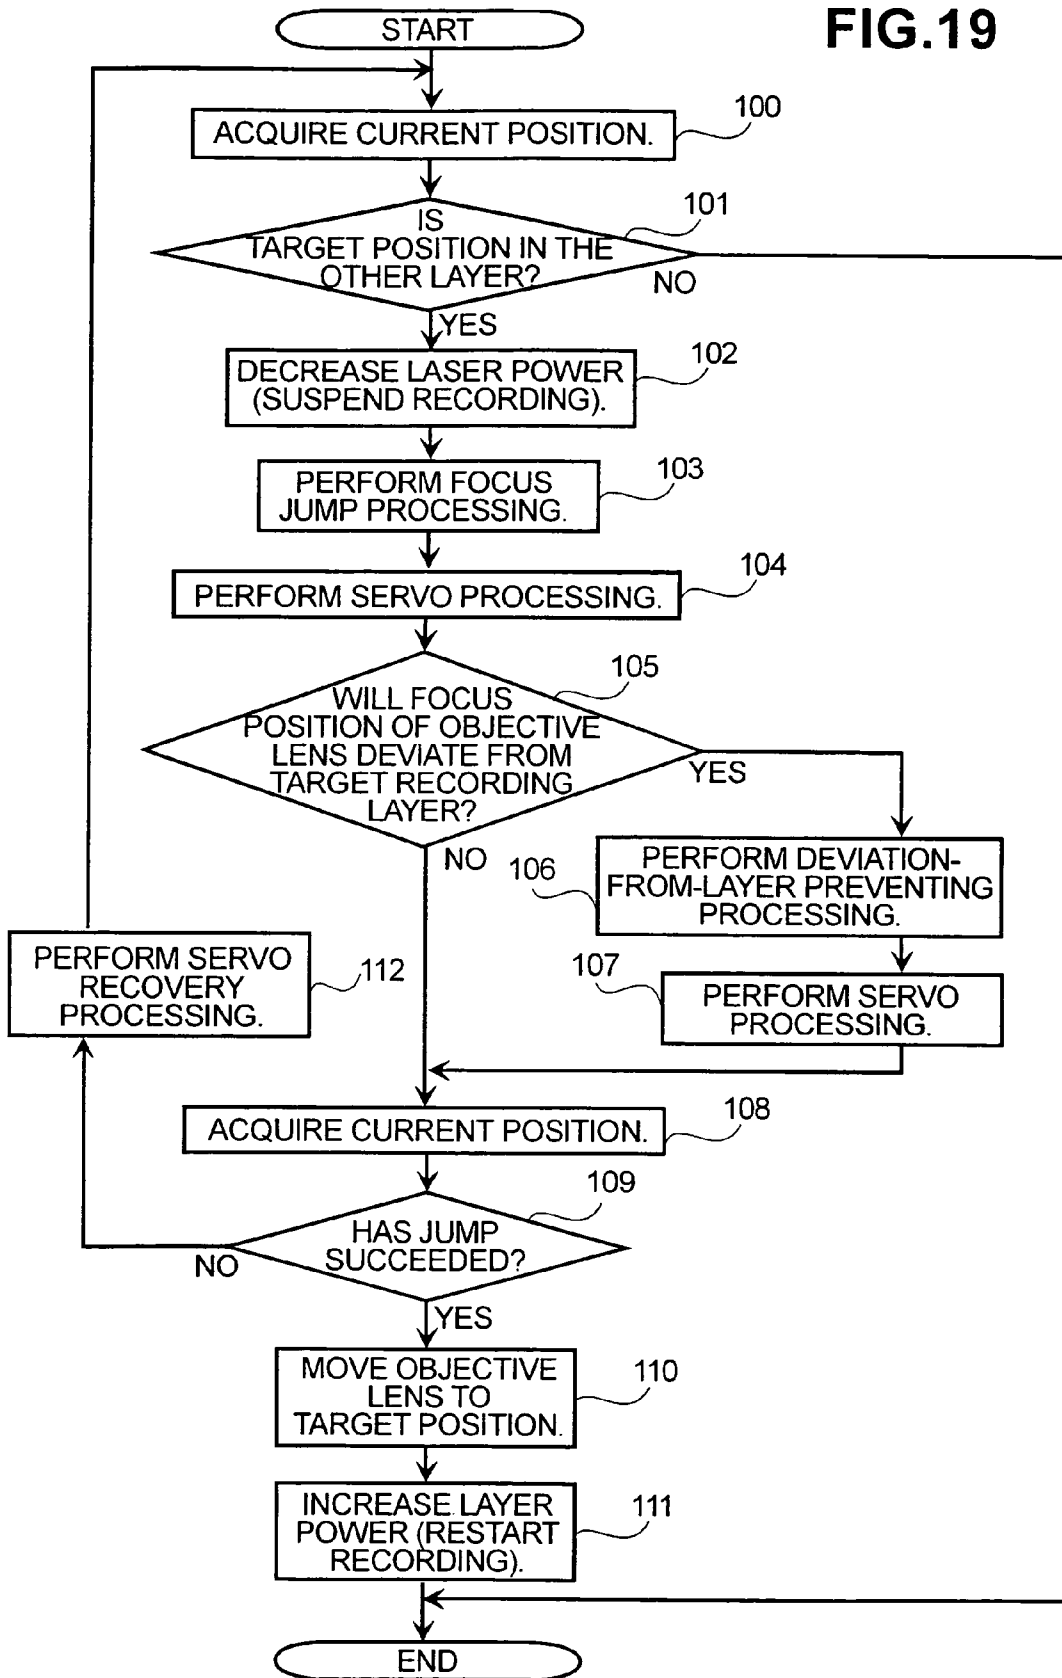 FIG.19
START
ACQUIRE CURRENT POSITION.
100
IS
TARGET POSITION IN THE
OTHER LAYER?
101
NO
YES
DECREASE LASER POWER
(SUSPEND RECORDING).
102
PERFORM FOCUS
JUMP PROCESSING.
103
PERFORM SERVO PROCESSING.
104
WILL FOCUS
POSITION OF OBJECTIVE
LENS DEVIATE FROM
TARGET RECORDING
LAYER?
105
YES
NO
PERFORM DEVIATION-
FROM-LAYER PREVENTING
PROCESSING.
106
PERFORM SERVO
PROCESSING.
107
PERFORM SERVO
RECOVERY
PROCESSING.
112
ACQUIRE CURRENT POSITION.
108
HAS JUMP
SUCCEEDED?
109
NO
YES
MOVE OBJECTIVE
LENS TO
TARGET POSITION.
110
INCREASE LAYER
POWER (RESTART
RECORDING).
111
END